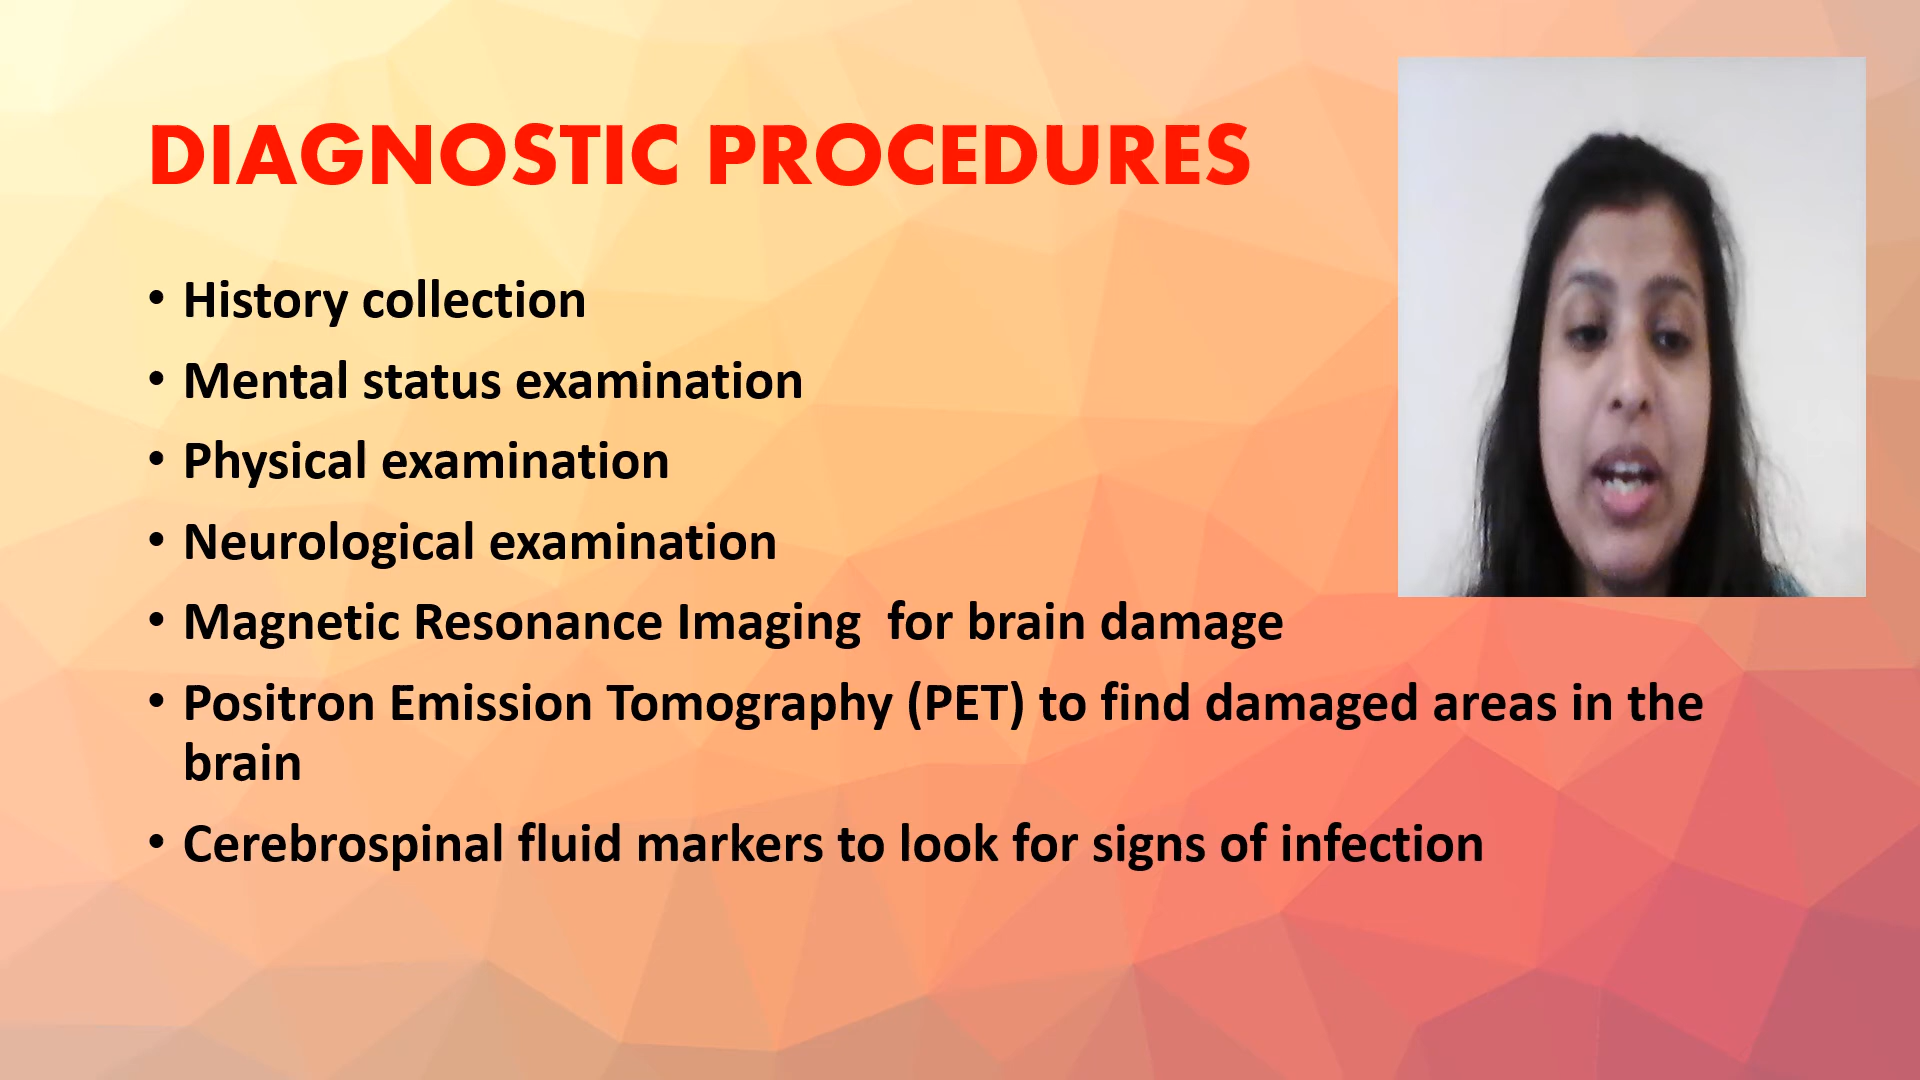 DIAGNOSTIC PROCEDURES
• History collection
• Mental status examination
• Physical examination
• Neurological examination
• Magnetic Resonance Imaging  for brain damage
• Positron Emission Tomography (PET) to find damaged areas in the
brain
• Cerebrospinal fluid markers to look for signs of infection